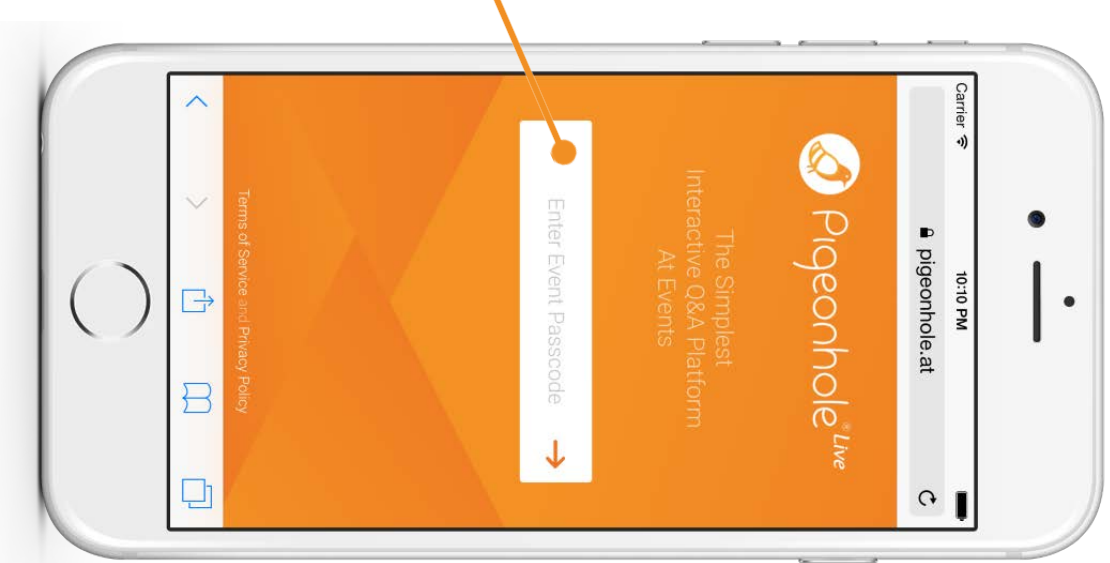 Carrier 10:10 PM
pigeonhole.at
Pigeonhole® Live
The Simplest
Interactive Q&A Platform
At Events
Enter Event Passcode
Terms of Service and Privacy Policy